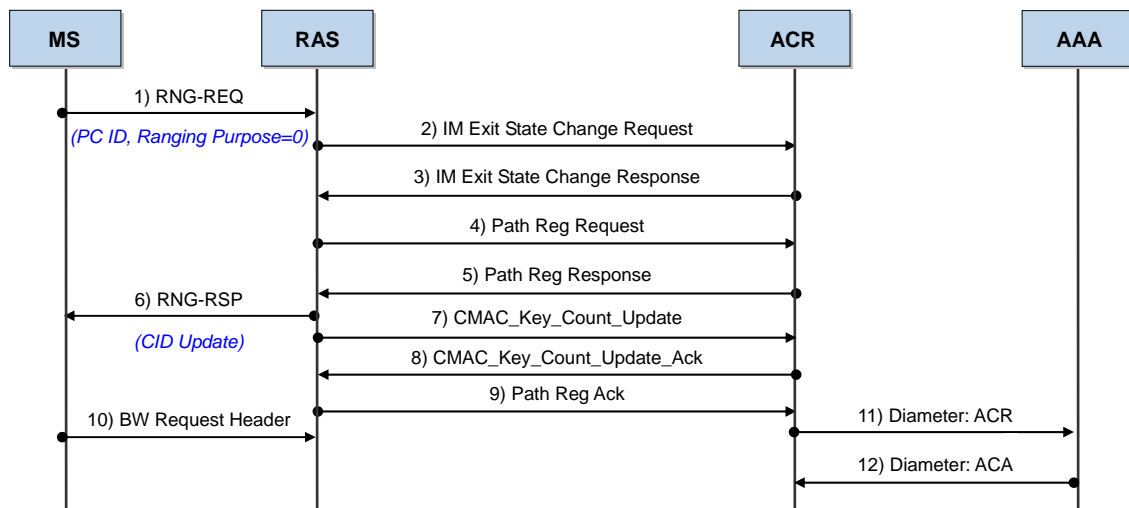 MS
RAS
ACR
AAA
1) RNG-REQ
(PC ID, Ranging Purpose=0)
2) IM Exit State Change Request
3) IM Exit State Change Response
4) Path Reg Request
5) Path Reg Response
6) RNG-RSP
(CID Update)
7) CMAC_Key_Count_Update
8) CMAC_Key_Count_Update_Ack
9) Path Reg Ack
10) BW Request Header
11) Diameter: ACR
12) Diameter: ACA